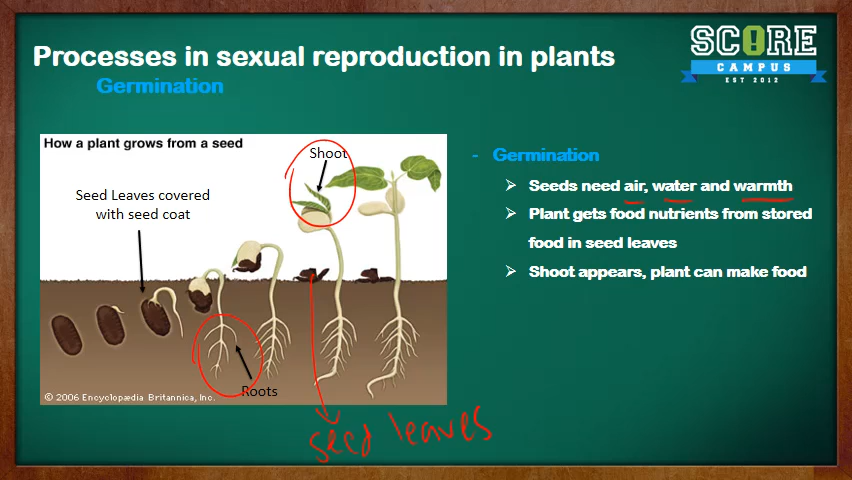 Processes in sexual reproduction in plants
Germination
SCORE
CAMPUS
EST 2012
How a plant grows from a seed
Shoot
Seed Leaves covered
with seed coat
Roots
© 2006 Encyclopædia Britannica, Inc.
seed leaves
- Germination
➢ Seeds need air, water and warmth
➢ Plant gets food nutrients from stored
food in seed leaves
➢ Shoot appears, plant can make food